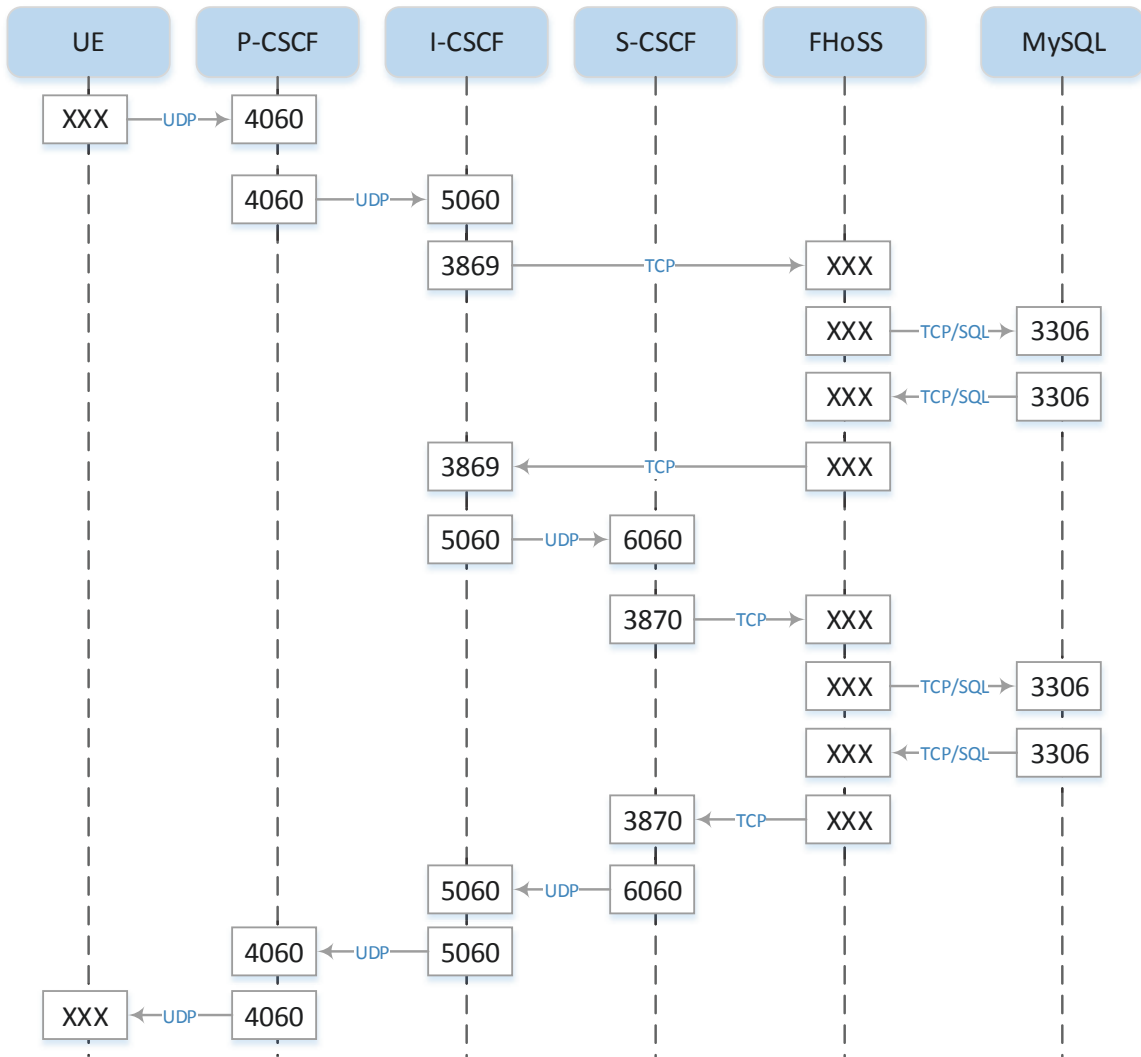 UE P-CSCF I-CSCF S-CSCF FHoSS MySQL
XXX UDP 4060
4060 UDP 5060
3869 TCP XXX
XXX TCP/SQL 3306
XXX TCP/SQL 3306
3869 TCP XXX
5060 UDP 6060
3870 TCP XXX
XXX TCP/SQL 3306
XXX TCP/SQL 3306
3870 TCP XXX
5060 UDP 6060
4060 UDP 5060
XXX UDP 4060